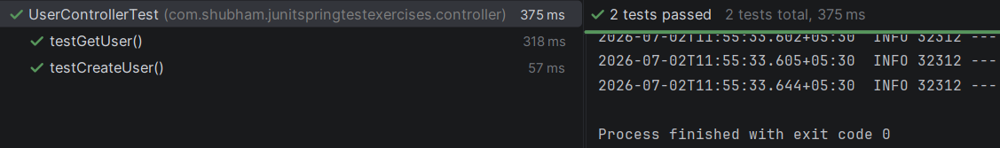 UserControllerTest (com.shubham.junitspringtestexercises.controller) 375 ms
testGetUser() 318 ms
testCreateUser() 57 ms
2 tests passed 2 tests total, 375 ms
2026-07-02T11:55:33.602+05:30 INFO 32312 ---
2026-07-02T11:55:33.605+05:30 INFO 32312 ---
2026-07-02T11:55:33.644+05:30 INFO 32312 ---
Process finished with exit code 0